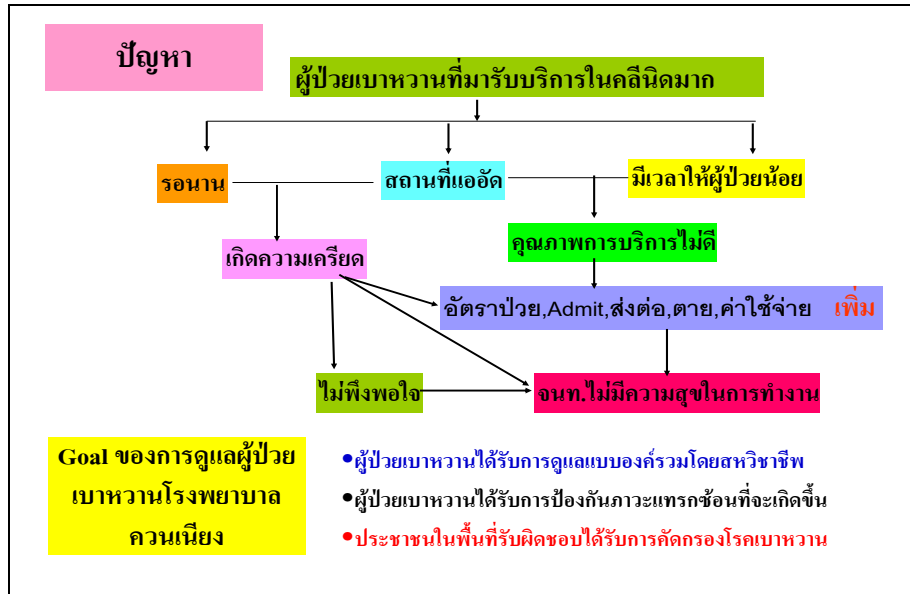 ปัญหา
ผู้ป่วยเบาหวานที่มารับบริการในคลีนิดมาก
รอนาน
สถานที่แออัด
มีเวลาให้ผู้ป่วยน้อย
เกิดความเครียด
คุณภาพการบริการไม่ดี
อัตราป่วย,Admit,ส่งต่อ,ตาย,ค่าใช้จ่าย เพิ่ม
ไม่พึงพอใจ
จนท.ไม่มีความสุขในการทำงาน
Goal ของการดูแลผู้ป่วย
เบาหวานโรงพยาบาล
ควนเนียง
•ผู้ป่วยเบาหวานได้รับการดูแลแบบองค์รวมโดยสหวิชาชีพ
•ผู้ป่วยเบาหวานได้รับการป้องกันภาวะแทรกซ้อนที่จะเกิดขึ้น
•ประชาชนในพื้นที่รับผิดชอบได้รับการคัดกรองโรคเบาหวาน